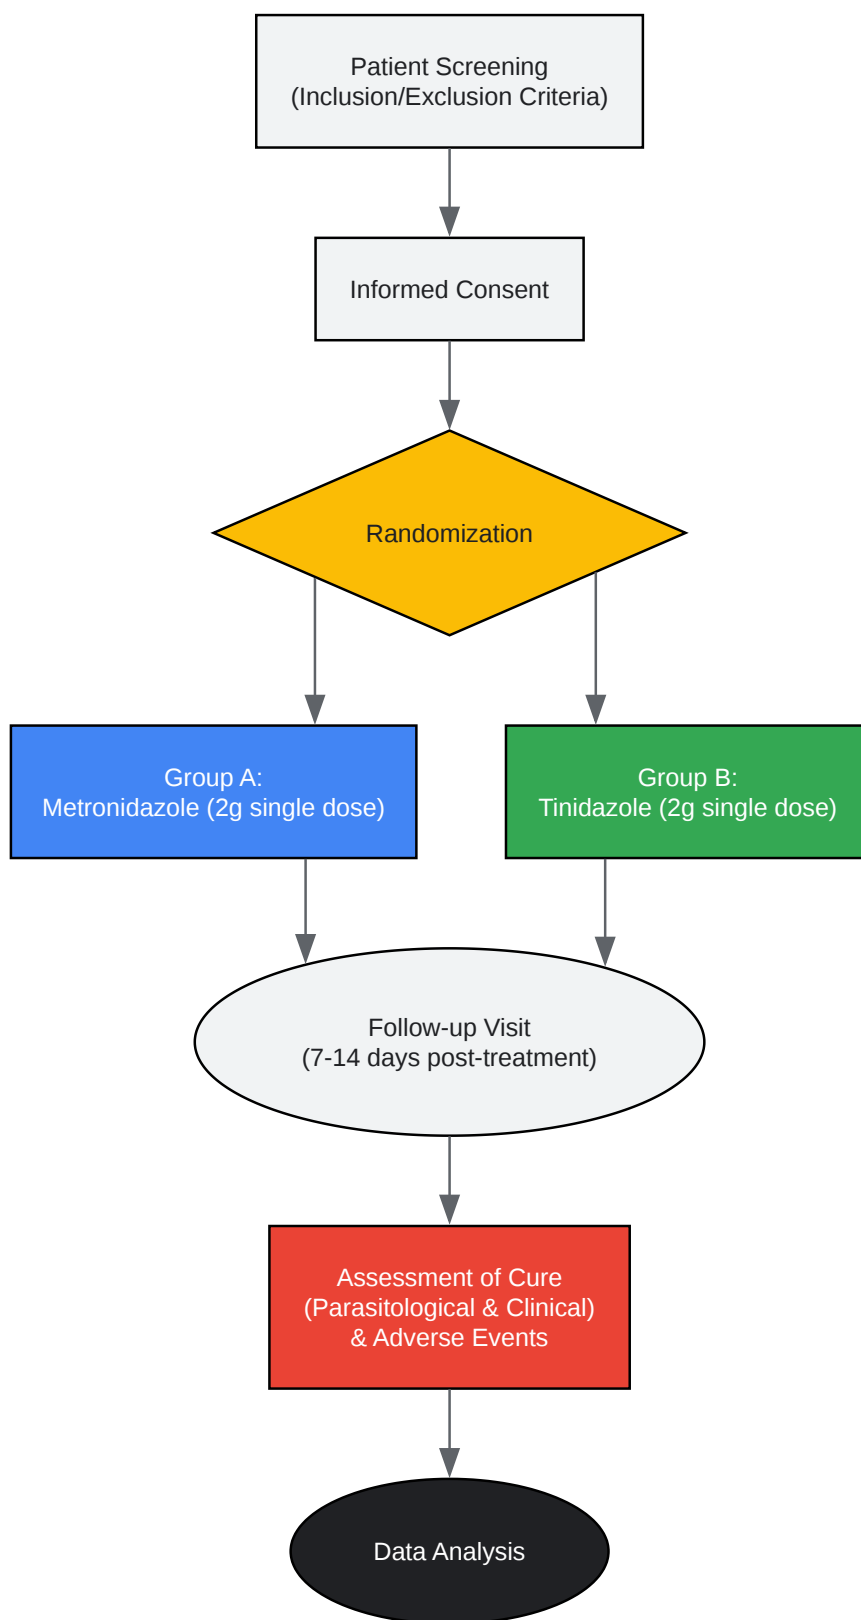 Patient Screening
(Inclusion/Exclusion Criteria)
Informed Consent
Randomization
Group A:
Metronidazole (2g single dose)
Group B:
Tinidazole (2g single dose)
Follow-up Visit
(7-14 days post-treatment)
Assessment of Cure
(Parasitological & Clinical)
& Adverse Events
Data Analysis